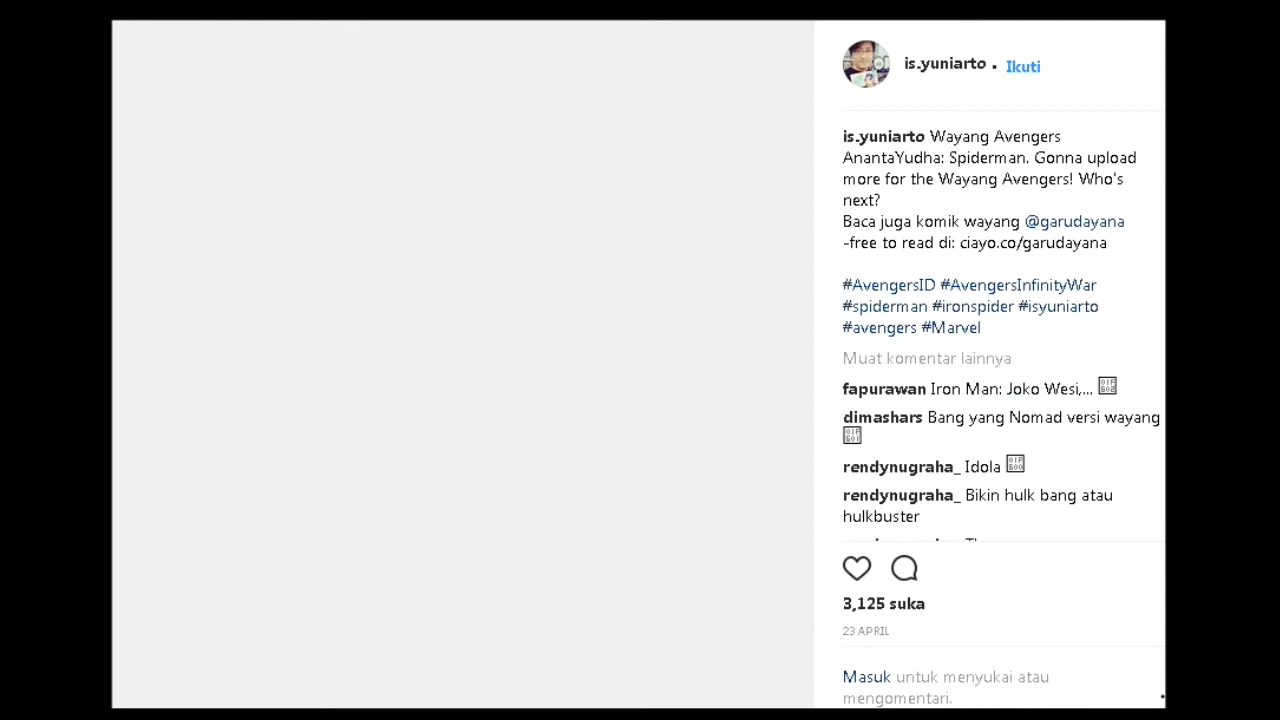 is.yuniarto • Ikuti
is.yuniarto Wayang Avengers
AnantaYudha: Spiderman. Gonna upload
more for the Wayang Avengers! Who's
next?
Baca juga komik wayang @garudayana
-free to read di: ciayo.co/garudayana
#AvengersID #AvengersInfinityWar
#spiderman #ironspider #isyuniarto
#avengers #Marvel
Muat komentar lainnya
fapurawan Iron Man: Joko Wesi,...
dimashars Bang yang Nomad versi wayang
rendynugraha_ Idola
rendynugraha_ Bikin hulk bang atau
hulkbuster
3,125 suka
23 APRIL
Masuk untuk menyukai atau
mengomentari.